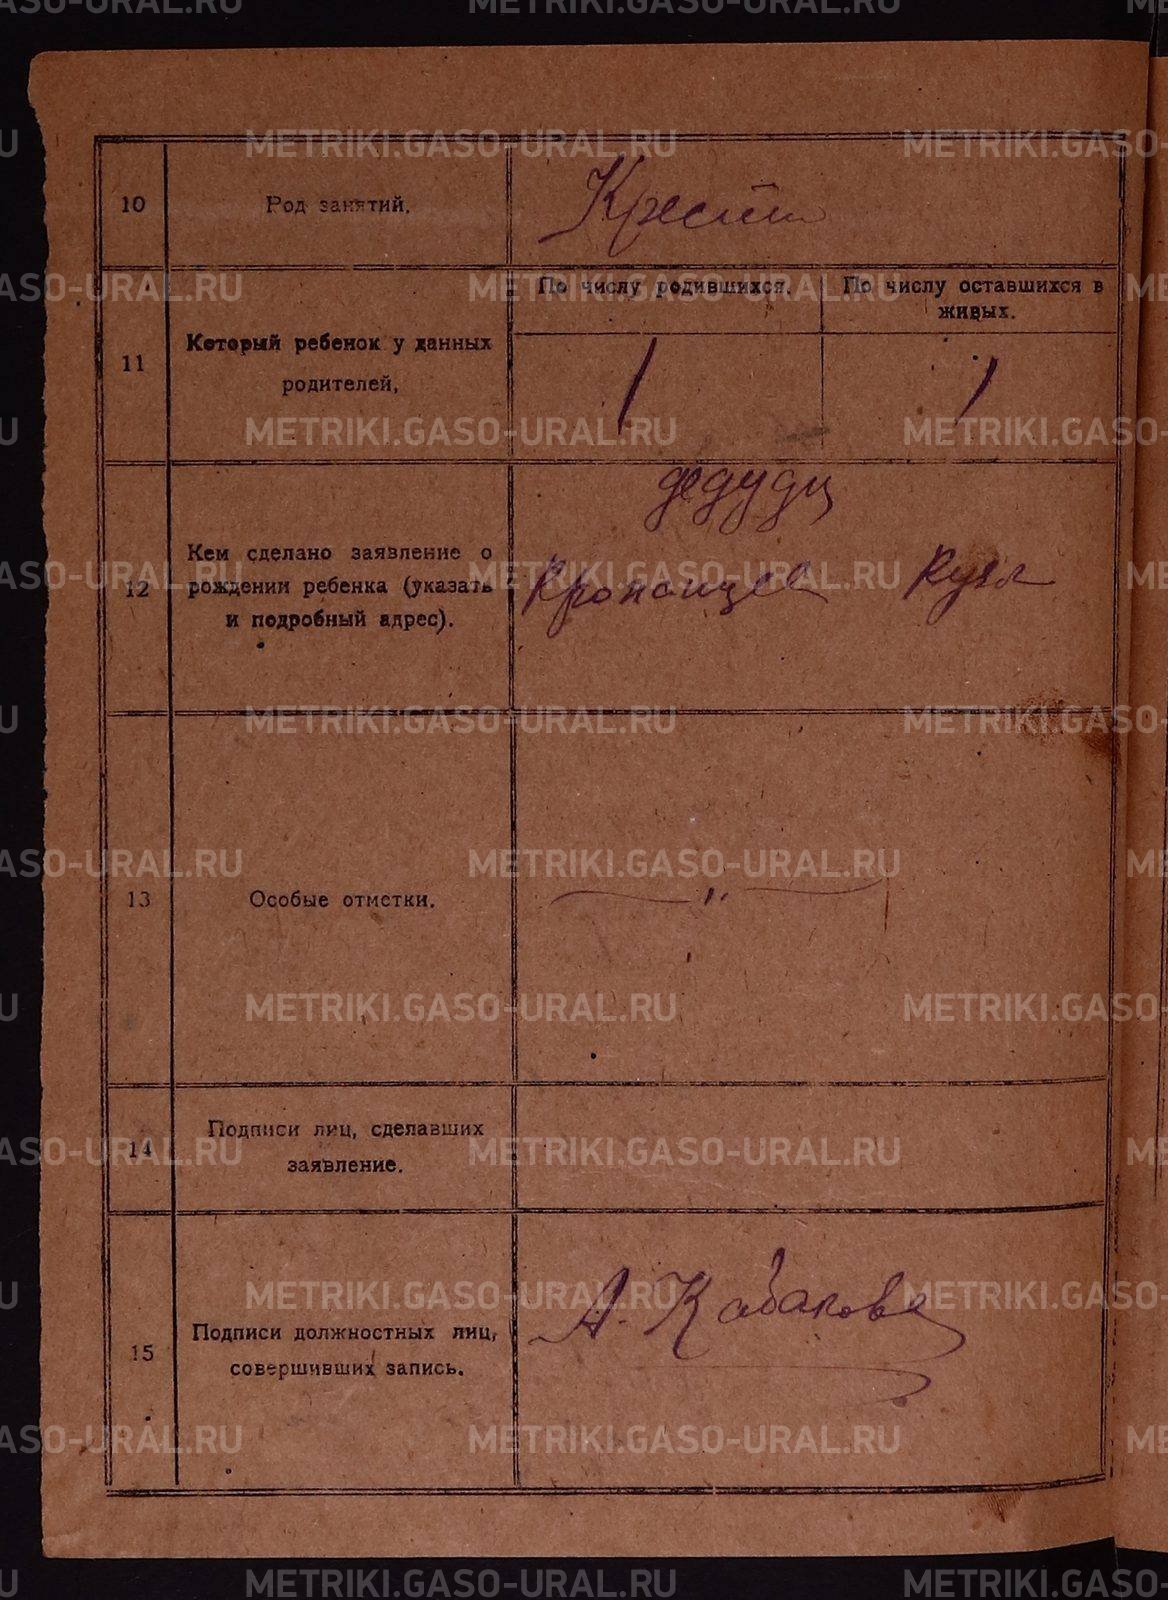 10
Род занятий.
Крестьян
11
Который ребенок у данных
родителей.
По числу родившихся.
По числу оставшихся в
живых.
1
1
12
Кем сделано заявление о
рождении ребенка (указать
и подробный адрес).
Кропанцев
13
Особые отметки.
— „ —
14
Подписи лиц, сделавших
заявление.
15
Подписи должностных лиц,
совершивших запись.
А. Кабакова
METRIKI.GASO-URAL.RU